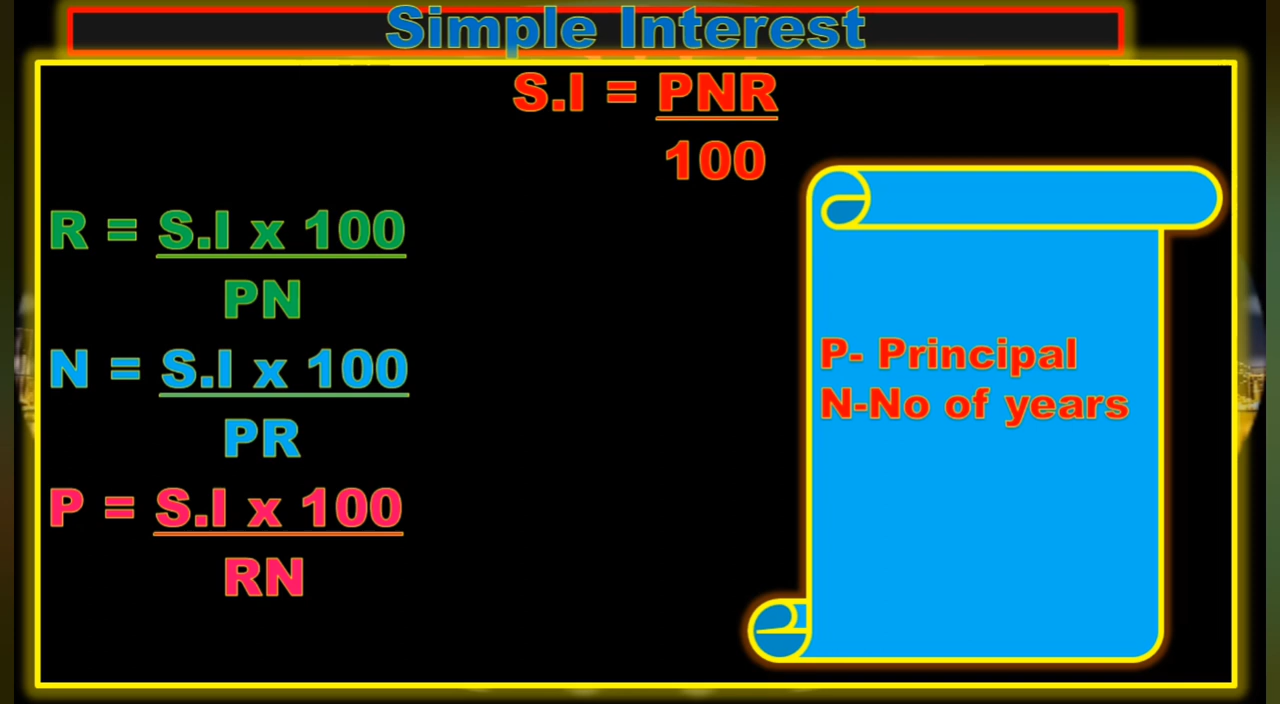 Simple Interest
S.I = PNR
100
R = S.I x 100
PN
N = S.I x 100
PR
P = S.I x 100
RN
P- Principal
N-No of years